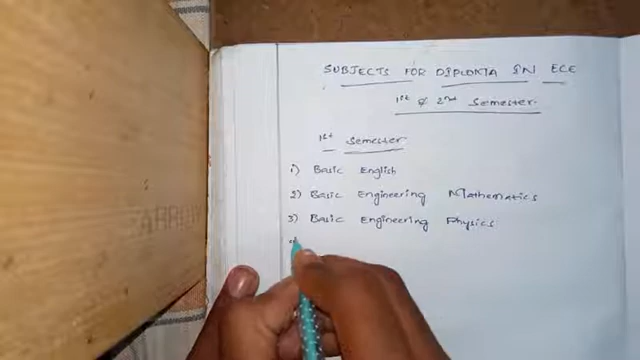 SUBJECTS FOR DIPLOMA IN ECE
1st & 2nd Semester
1st Semester
1) Basic English
2) Basic Engineering Mathematics
3) Basic Engineering Physics